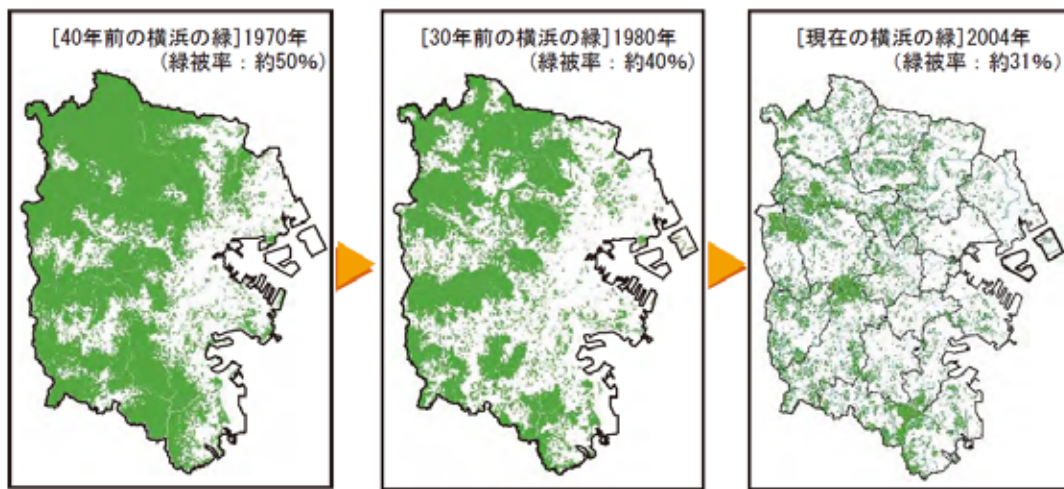 [40年前の横浜の緑]1970年
(緑被率：約50%)
[30年前の横浜の緑]1980年
(緑被率：約40%)
[現在の横浜の緑]2004年
(緑被率：約31%)